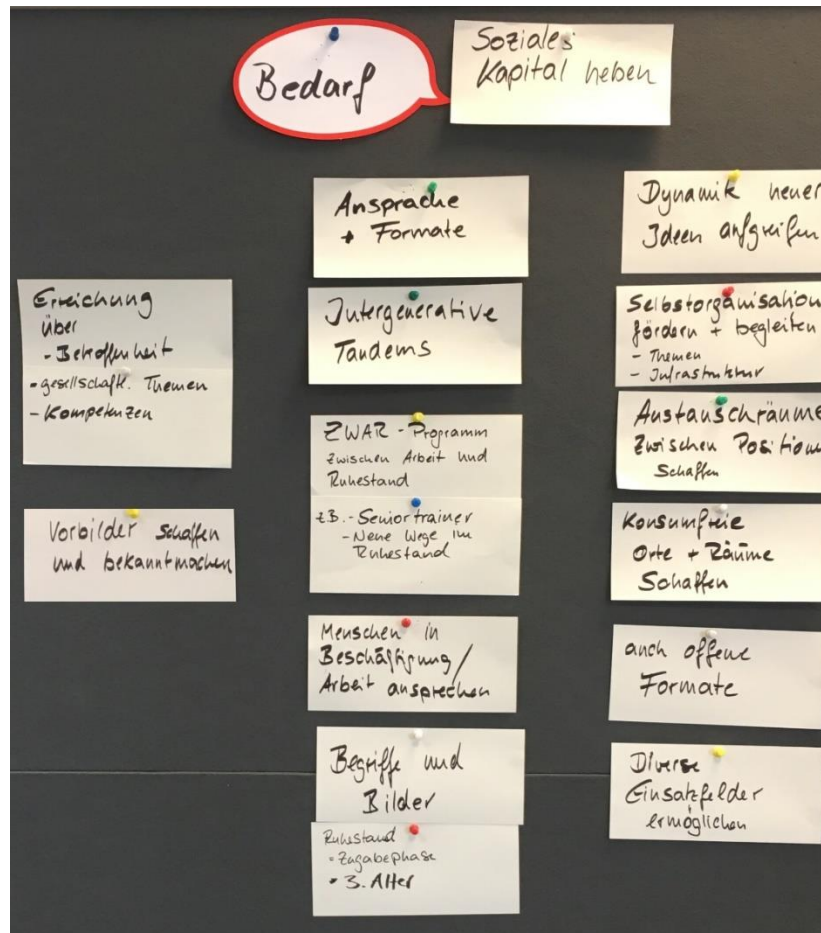 Bedarf
Soziales
Kapital heben
Erreichung
über
- Betroffenheit
- gesellschaftl. Themen
- Kompetenzen
Vorbilder schaffen
und bekanntmachen
Ansprache
+ Formate
Intergenerative
Tandems
ZWAR - Programm
zwischen Arbeit und
Ruhestand
z.B. - Seniortrainer
- Neue Wege im
Ruhestand
Menschen in
Beschäftigung/
Arbeit ansprechen
Begriffe und
Bilder
Ruhestand
- Zugabephase
- 3. Alter
Dynamik neuer
Ideen aufgreifen
Selbstorganisation
fördern + begleiten
- Themen
- Infrastruktur
Austauschräume
zwischen Position
schaffen
Konsumfreie
Orte + Räume
Schaffen
auch offene
Formate
Diverse
Einsatzfelder
ermöglichen